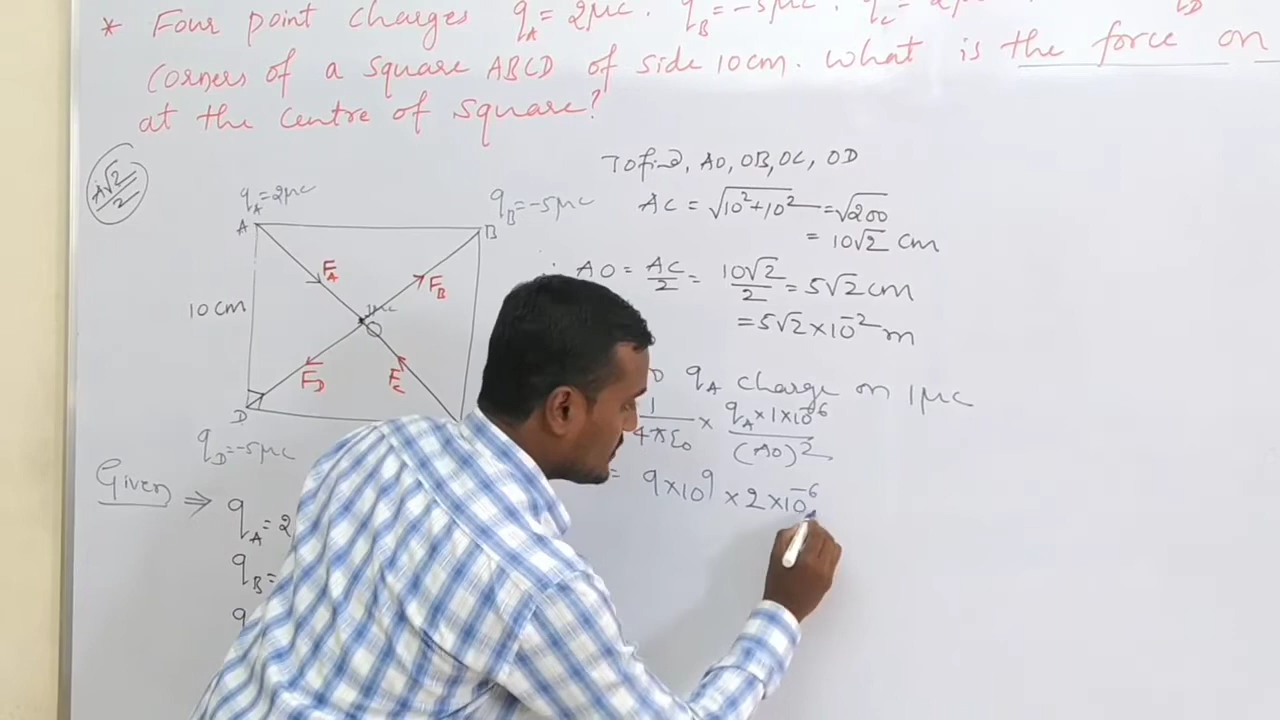 * Four point charges q_A = 2μc. q_B = -5μc. q_C = 2μc. q_D
Corners of a square ABCD of side 10cm. What is the force on
at the centre of square?
A√2/2
To find, AO, OB, OC, OD
q_A = 2μc
q_B = -5μc
AC = √10²+10² = √200
= 10√2 cm
A
B
F_A
F_B
1μc
O
10 cm
∴ AO = AC/2 = 10√2/2 = 5√2 cm
= 5√2 × 10⁻² m
F_D
F_C
D
q_D = -5μc
q_A charge on 1μc
1/4πε₀ × q_A × 1 × 10⁻⁶/(AO)²
= 9×10⁹ × 2 × 10⁻⁶
Given ⇒ q_A = 2
q_B =
q